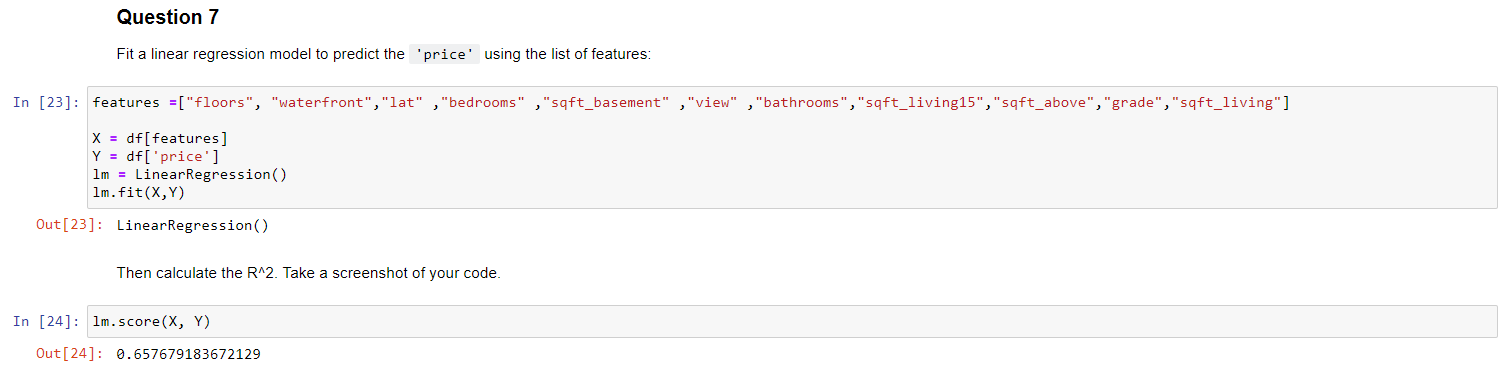 Question 7
Fit a linear regression model to predict the 'price' using the list of features:
In [23]: features =["floors", "waterfront","lat" ,"bedrooms" ,"sqft_basement" ,"view" ,"bathrooms","sqft_living15","sqft_above","grade","sqft_living"]
X = df[features]
Y = df['price']
lm = LinearRegression()
lm.fit(X,Y)
Out[23]: LinearRegression()
Then calculate the R^2. Take a screenshot of your code.
In [24]: lm.score(X, Y)
Out[24]: 0.657679183672129